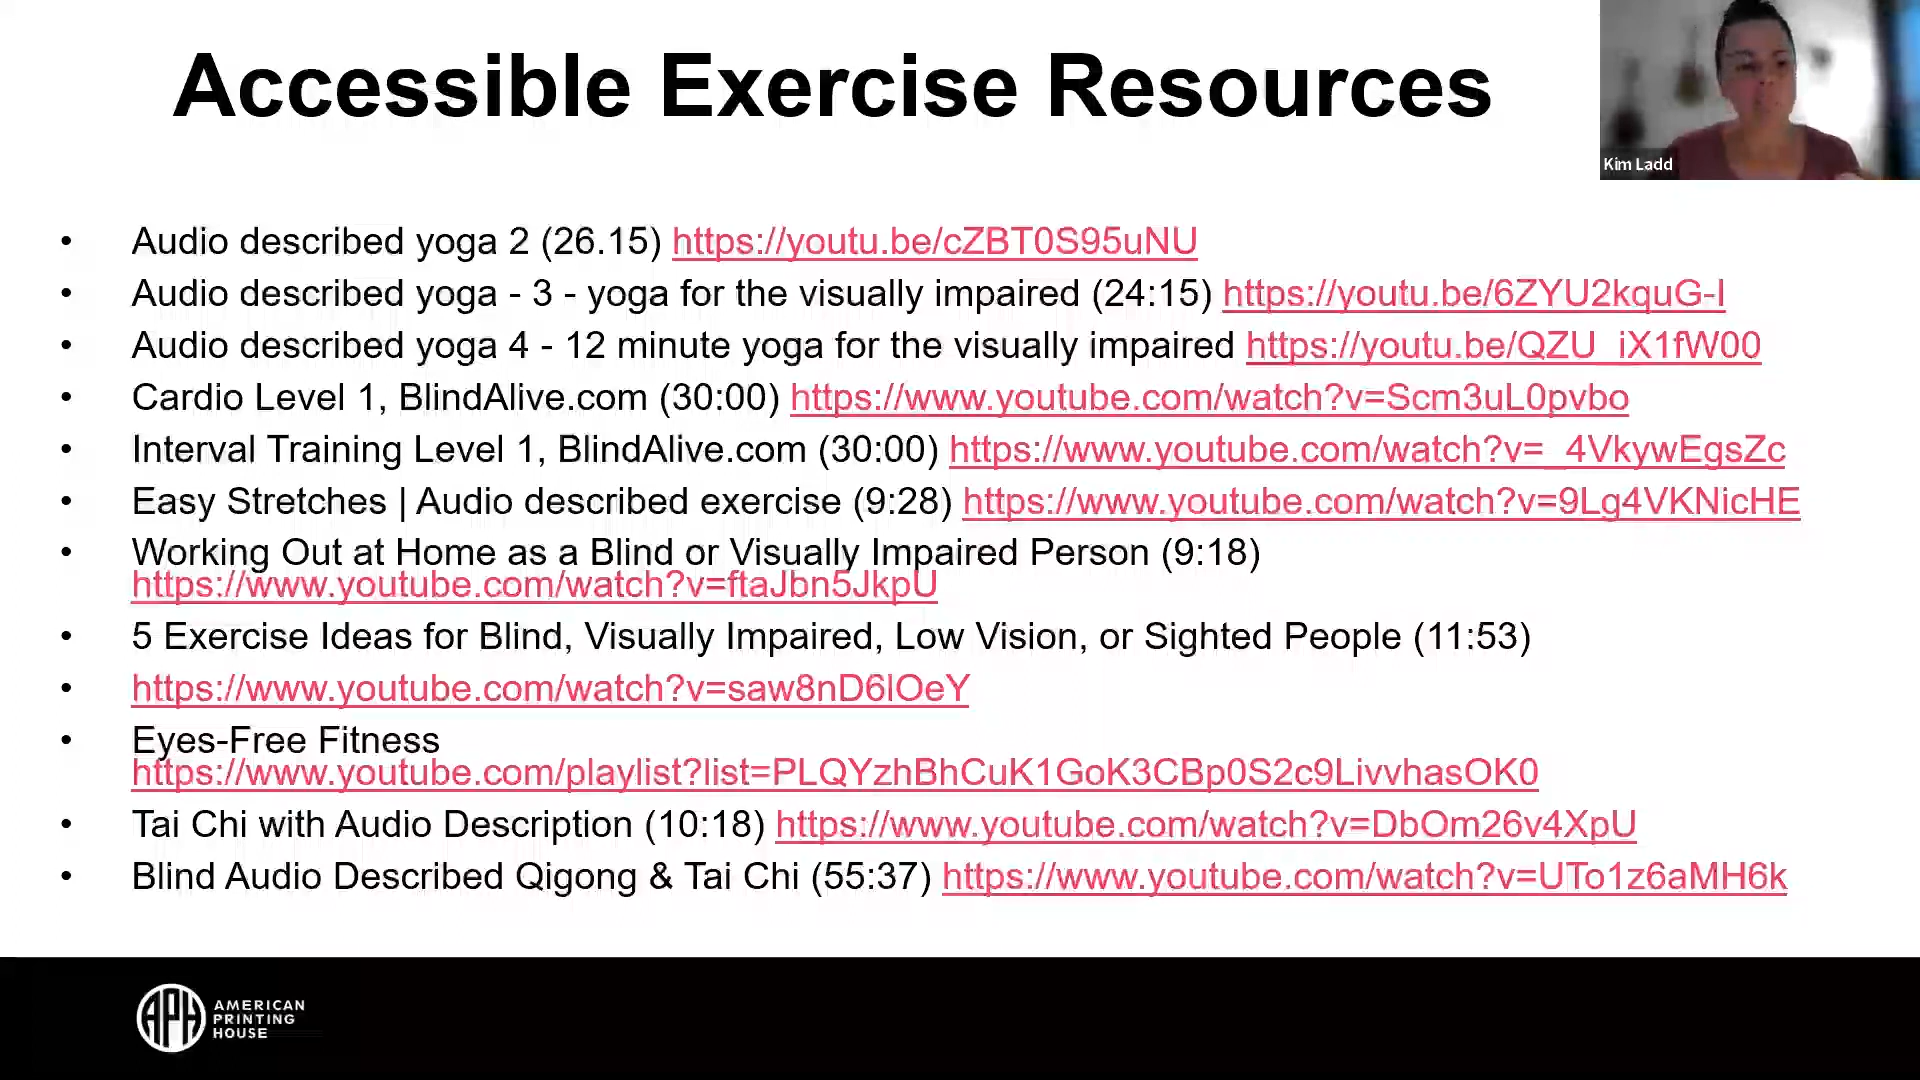 Accessible Exercise Resources
Kim Ladd
• Audio described yoga 2 (26.15) https://youtu.be/cZBT0S95uNU
• Audio described yoga - 3 - yoga for the visually impaired (24:15) https://youtu.be/6ZYU2kquG-I
• Audio described yoga 4 - 12 minute yoga for the visually impaired https://youtu.be/QZU_iX1fW00
• Cardio Level 1, BlindAlive.com (30:00) https://www.youtube.com/watch?v=Scm3uL0pvbo
• Interval Training Level 1, BlindAlive.com (30:00) https://www.youtube.com/watch?v=_4VkywEgsZc
• Easy Stretches | Audio described exercise (9:28) https://www.youtube.com/watch?v=9Lg4VKNicHE
• Working Out at Home as a Blind or Visually Impaired Person (9:18)
https://www.youtube.com/watch?v=ftaJbn5JkpU
• 5 Exercise Ideas for Blind, Visually Impaired, Low Vision, or Sighted People (11:53)
• https://www.youtube.com/watch?v=saw8nD6lOeY
• Eyes-Free Fitness
https://www.youtube.com/playlist?list=PLQYzhBhCuK1GoK3CBp0S2c9LivvhasOK0
• Tai Chi with Audio Description (10:18) https://www.youtube.com/watch?v=DbOm26v4XpU
• Blind Audio Described Qigong & Tai Chi (55:37) https://www.youtube.com/watch?v=UTo1z6aMH6k
APH
AMERICAN
PRINTING
HOUSE